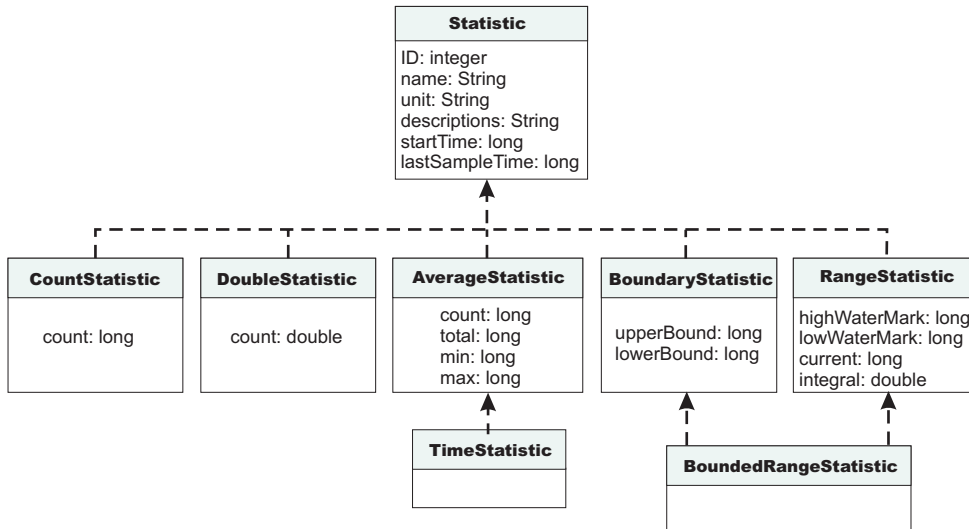 Statistic
ID: integer
name: String
unit: String
descriptions: String
startTime: long
lastSampleTime: long
CountStatistic
count: long
DoubleStatistic
count: double
AverageStatistic
count: long
total: long
min: long
max: long
BoundaryStatistic
upperBound: long
lowerBound: long
RangeStatistic
highWaterMark: long
lowWaterMark: long
current: long
integral: double
TimeStatistic
BoundedRangeStatistic